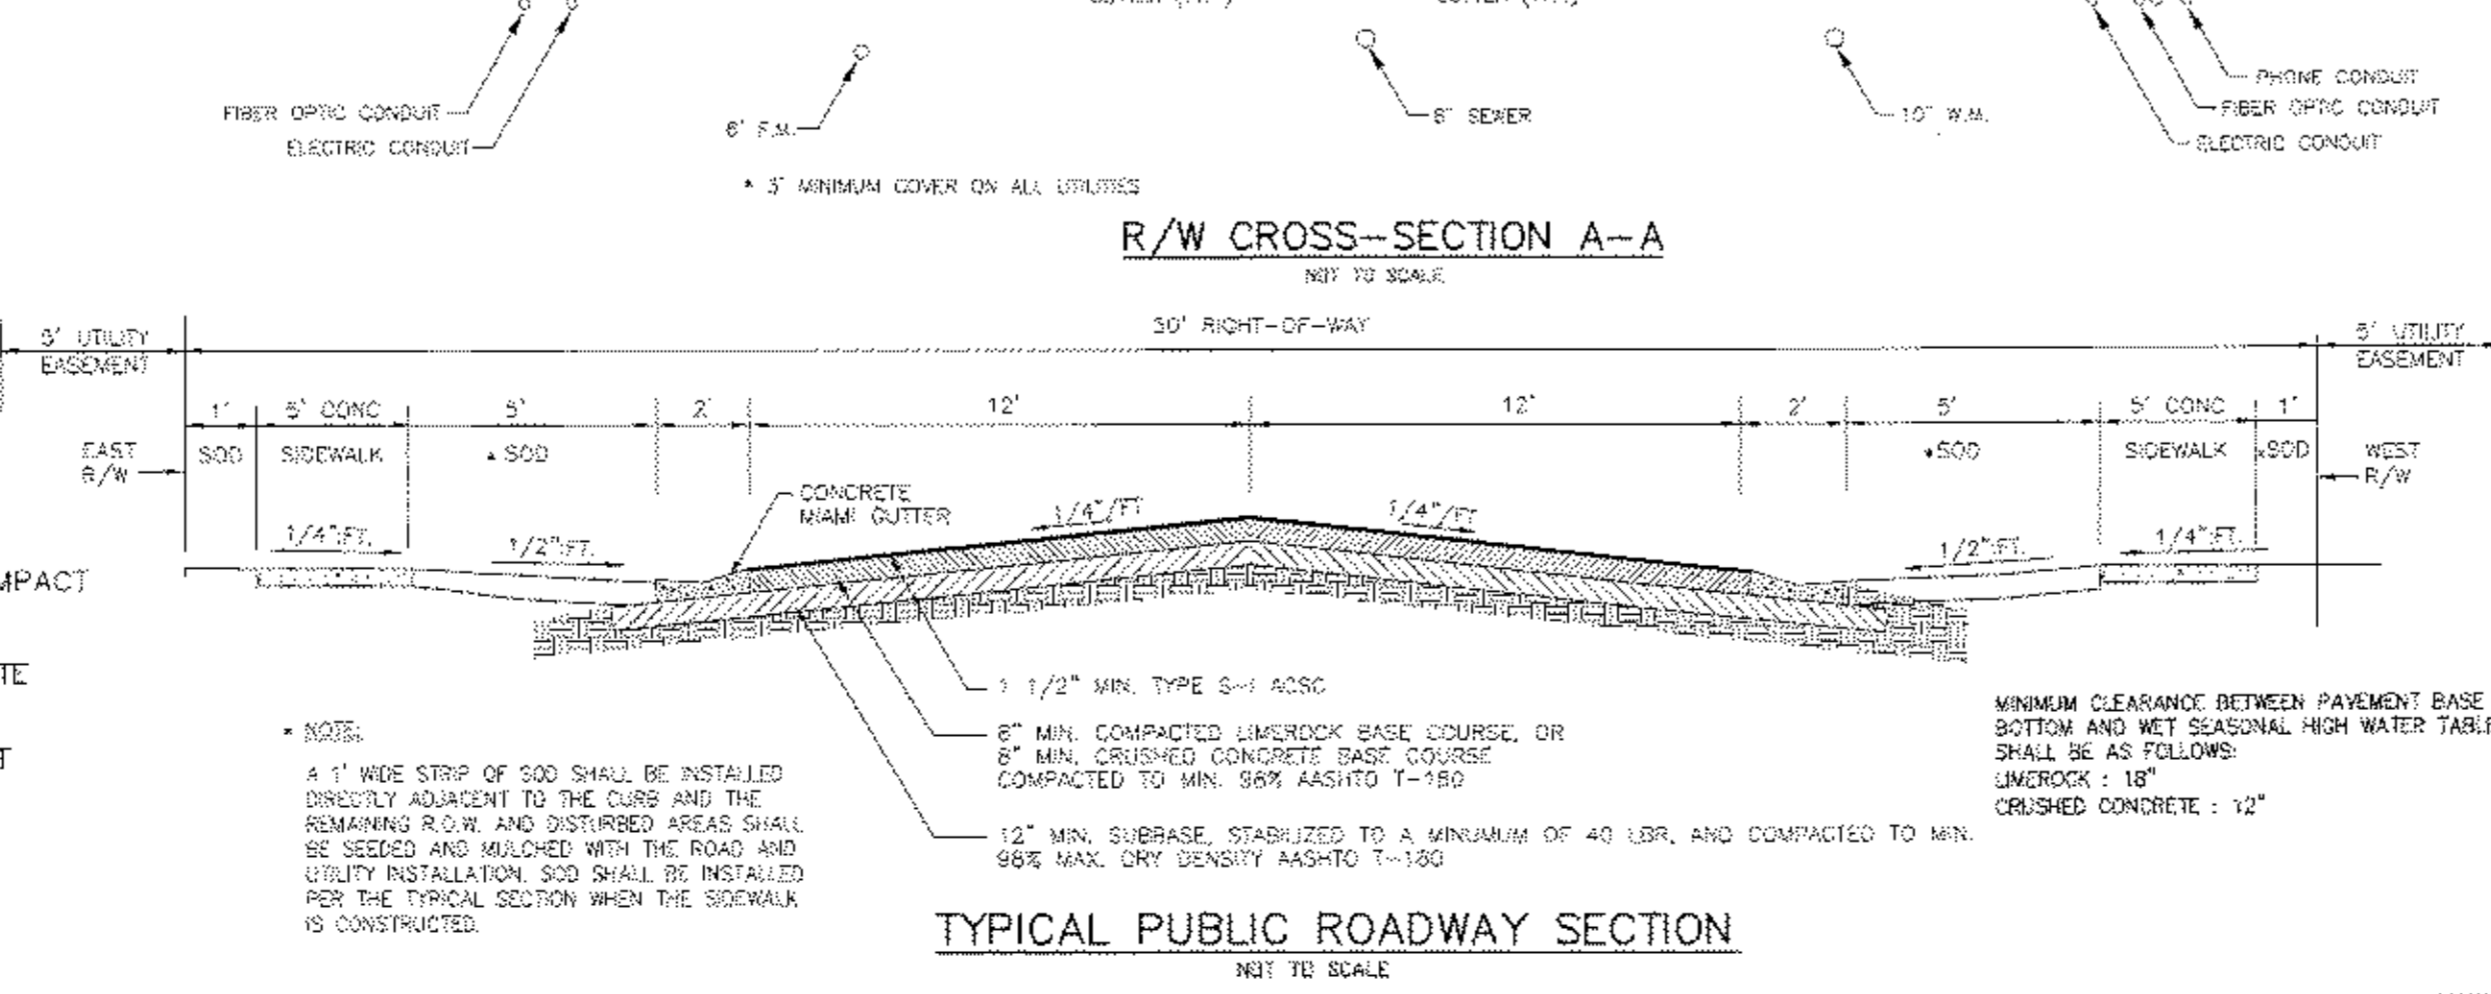 FIBER OPTIC CONDUIT
ELECTRIC CONDUIT
F.M.
SEWER
10" W.M.
PHONE CONDUIT
FIBER OPTIC CONDUIT
ELECTRIC CONDUIT
* 3' MINIMUM COVER ON ALL UTILITIES
R/W CROSS-SECTION A-A
NOT TO SCALE
UTILITY
EASEMENT
RIGHT-OF-WAY
5' UTILITY
EASEMENT
1'
5' CONC
5'
2'
12'
12'
2'
5'
5' CONC
1'
EAST
R/W
SOD
SIDEWALK
* SOD
* SOD
SIDEWALK
*SOD
WEST
R/W
CONCRETE
MIAMI GUTTER
1/4"/FT.
1/2"/FT.
1/4"/FT
1/4"/FT
1/2"/FT.
1/4"/FT.
MPACT
TE
1 1/2" MIN. TYPE S-1 ACSC
8" MIN. COMPACTED LIMEROCK BASE COURSE, OR
8" MIN. CRUSHED CONCRETE BASE COURSE
COMPACTED TO MIN. 98% AASHTO T-180
12" MIN. SUBBASE, STABILIZED TO A MINUMUM OF 40 LBR, AND COMPACTED TO MIN.
98% MAX. DRY DENSITY AASHTO T-180
MINIMUM CLEARANCE BETWEEN PAVEMENT BASE
BOTTOM AND WET SEASONAL HIGH WATER TABLE
SHALL BE AS FOLLOWS:
LIMEROCK : 18"
CRUSHED CONCRETE : 12"
* NOTE:
A 1' WIDE STRIP OF SOD SHALL BE INSTALLED
DIRECTLY ADJACENT TO THE CURB AND THE
REMAINING R.O.W. AND DISTURBED AREAS SHALL
BE SEEDED AND MULCHED WITH THE ROAD AND
UTILITY INSTALLATION. SOD SHALL BE INSTALLED
PER THE TYPICAL SECTION WHEN THE SIDEWALK
IS CONSTRUCTED.
TYPICAL PUBLIC ROADWAY SECTION
NOT TO SCALE